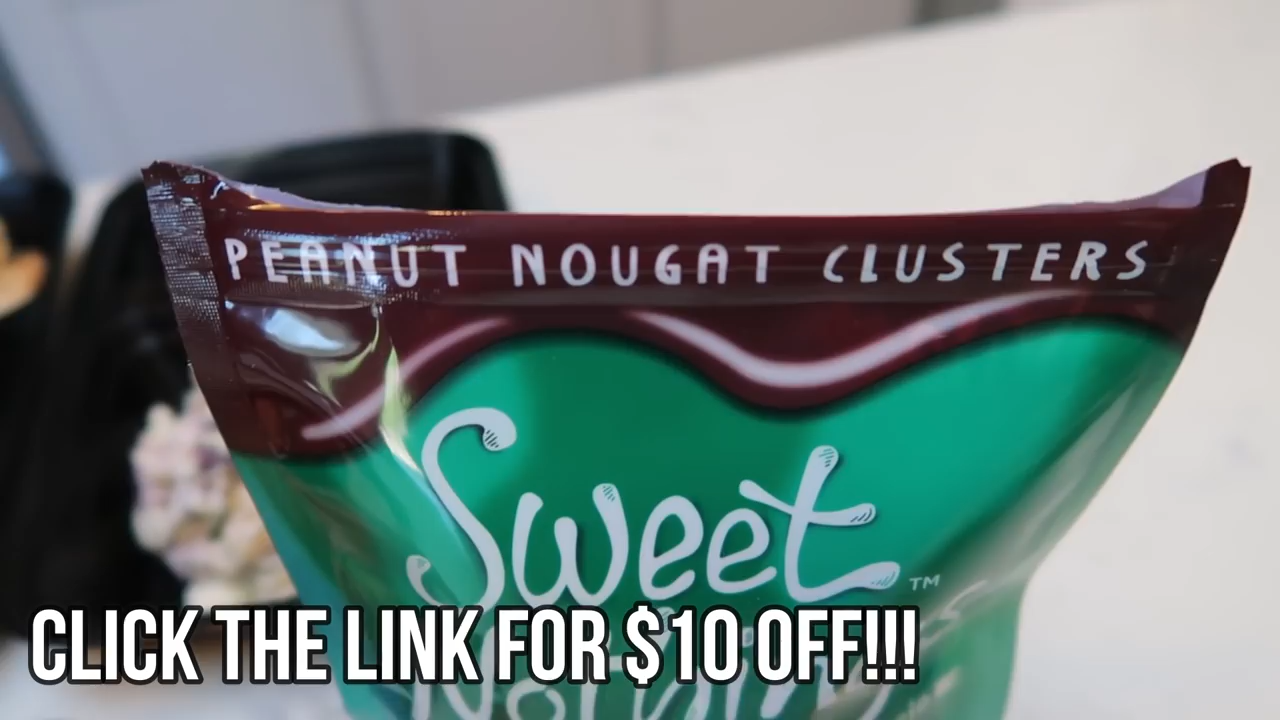 PEANUT NOUGAT CLUSTERS
Sweet
TM
CLICK THE LINK FOR $10 OFF!!!